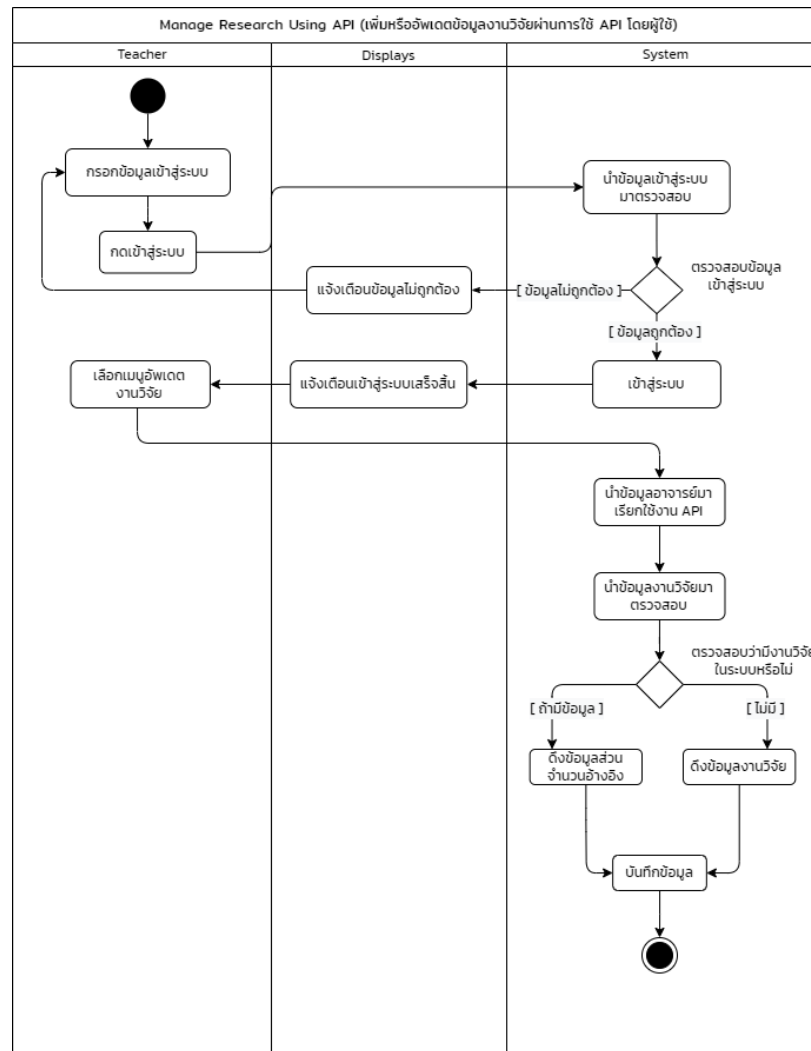 Manage Research Using API (เพิ่มหรืออัพเดตข้อมูลงานวิจัยผ่านการใช้ API โดยผู้ใช้)
Teacher
Displays
System
กรอกข้อมูลเข้าสู่ระบบ
นำข้อมูลเข้าสู่ระบบ
มาตรวจสอบ
กดเข้าสู่ระบบ
ตรวจสอบข้อมูล
เข้าสู่ระบบ
แจ้งเตือนข้อมูลไม่ถูกต้อง
[ ข้อมูลไม่ถูกต้อง ]
[ ข้อมูลถูกต้อง ]
เลือกเมนูอัพเดต
งานวิจัย
แจ้งเตือนเข้าสู่ระบบเสร็จสิ้น
เข้าสู่ระบบ
นำข้อมูลอาจารย์มา
เรียกใช้งาน API
นำข้อมูลงานวิจัยมา
ตรวจสอบ
ตรวจสอบว่ามีงานวิจัย
ในระบบหรือไม่
[ ถ้ามีข้อมูล ]
[ ไม่มี ]
ดึงข้อมูลส่วน
จำนวนอ้างอิง
ดึงข้อมูลงานวิจัย
บันทึกข้อมูล